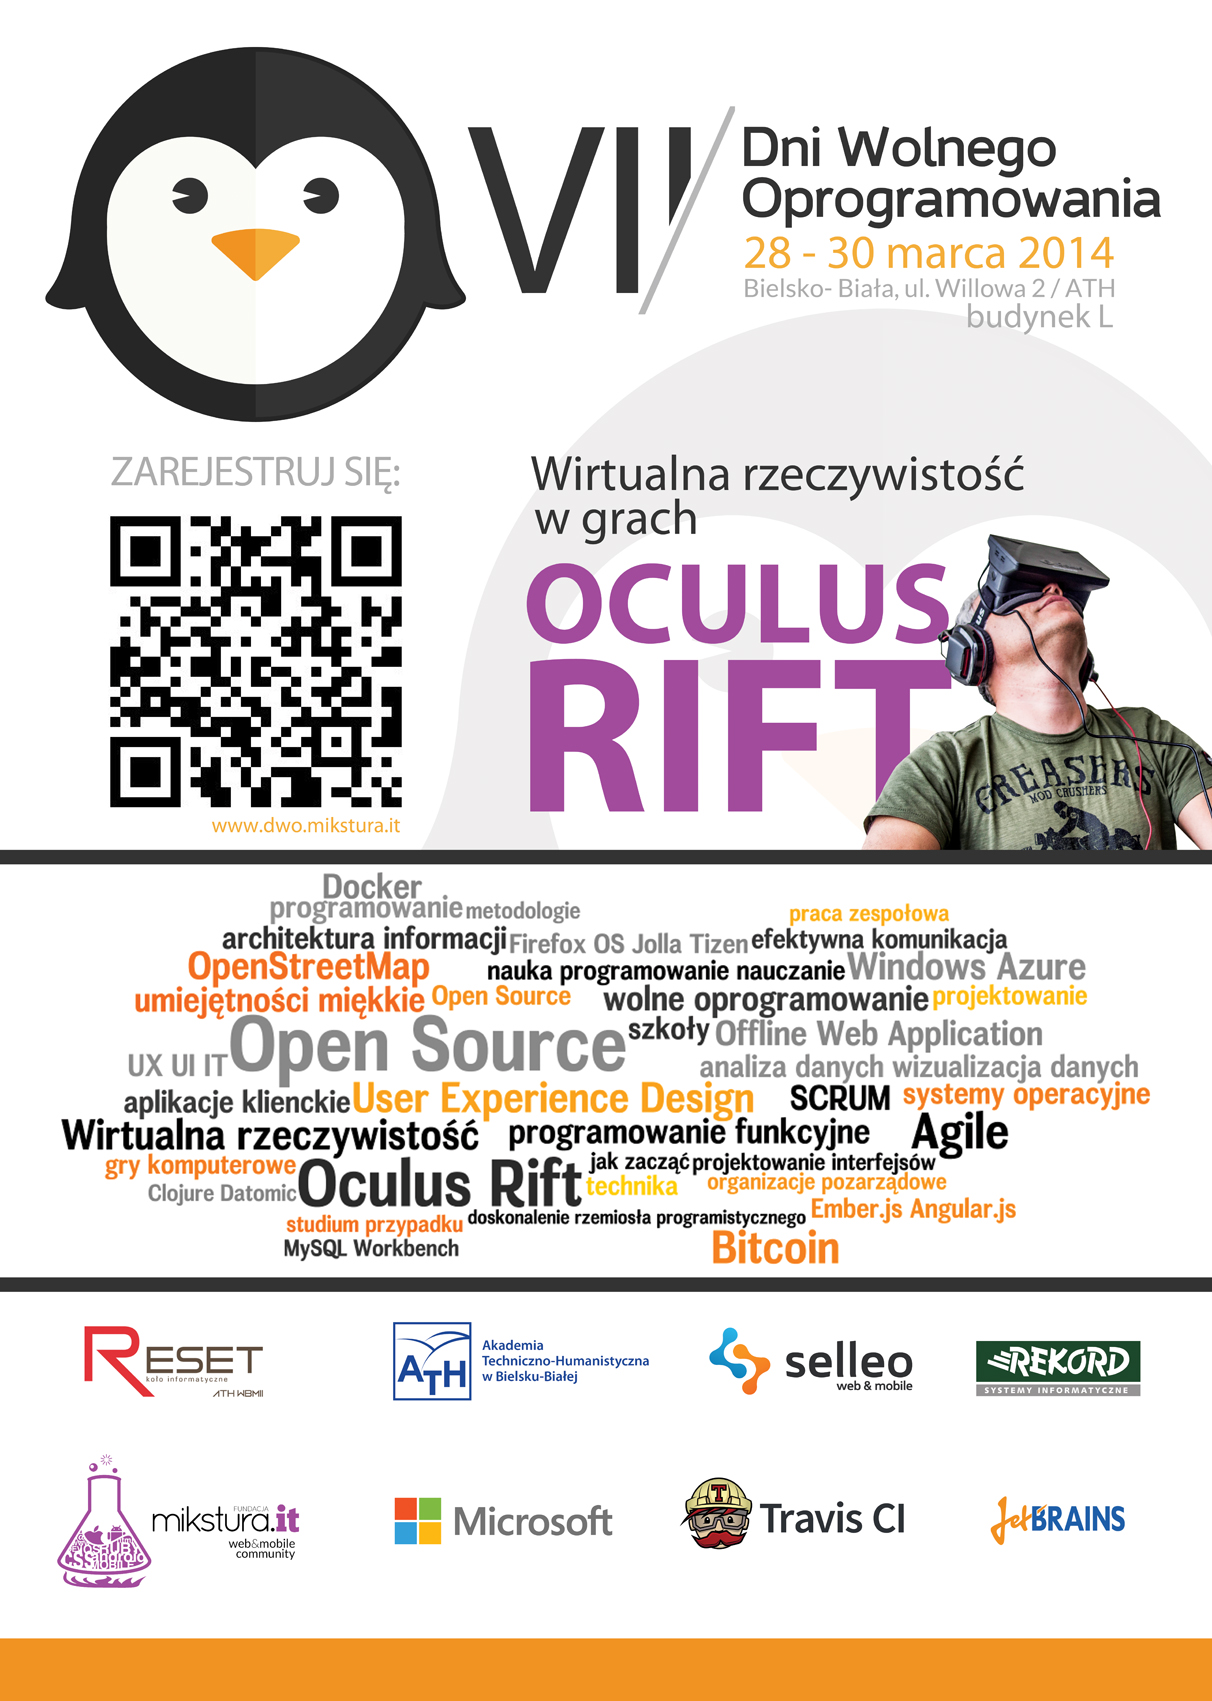 VII
Dni Wolnego
Oprogramowania
28 - 30 marca 2014
Bielsko- Biała, ul. Willowa 2 / ATH
budynek L
ZAREJESTRUJ SIĘ:
www.dwo.mikstura.it
Wirtualna rzeczywistość
w grach
OCULUS
RIFT
CREASERS
MOD CRUSHERS
Docker
programowanie metodologie
praca zespołowa
architektura informacji Firefox OS Jolla Tizen efektywna komunikacja
OpenStreetMap nauka programowanie nauczanie Windows Azure
umiejętności miękkie Open Source wolne oprogramowanie projektowanie
Open Source szkoły Offline Web Application
UX UI IT analiza danych wizualizacja danych
aplikacje klienckie User Experience Design SCRUM systemy operacyjne
Wirtualna rzeczywistość programowanie funkcyjne Agile
gry komputerowe Oculus Rift jak zacząć projektowanie interfejsów
Clojure Datomic technika organizacje pozarządowe
studium przypadku doskonalenie rzemiosła programistycznego Ember.js Angular.js
MySQL Workbench Bitcoin
RESET
koło informatyczne
ATH WBMiI
ATH
Akademia
Techniczno-Humanistyczna
w Bielsku-Białej
selleo
web & mobile
REKORD
SYSTEMY INFORMATYCZNE
FUNDACJA
mikstura.it
web&mobile
community
RUBY
CSS android
MOBILE
Microsoft
T
Travis CI
JetBRAINS